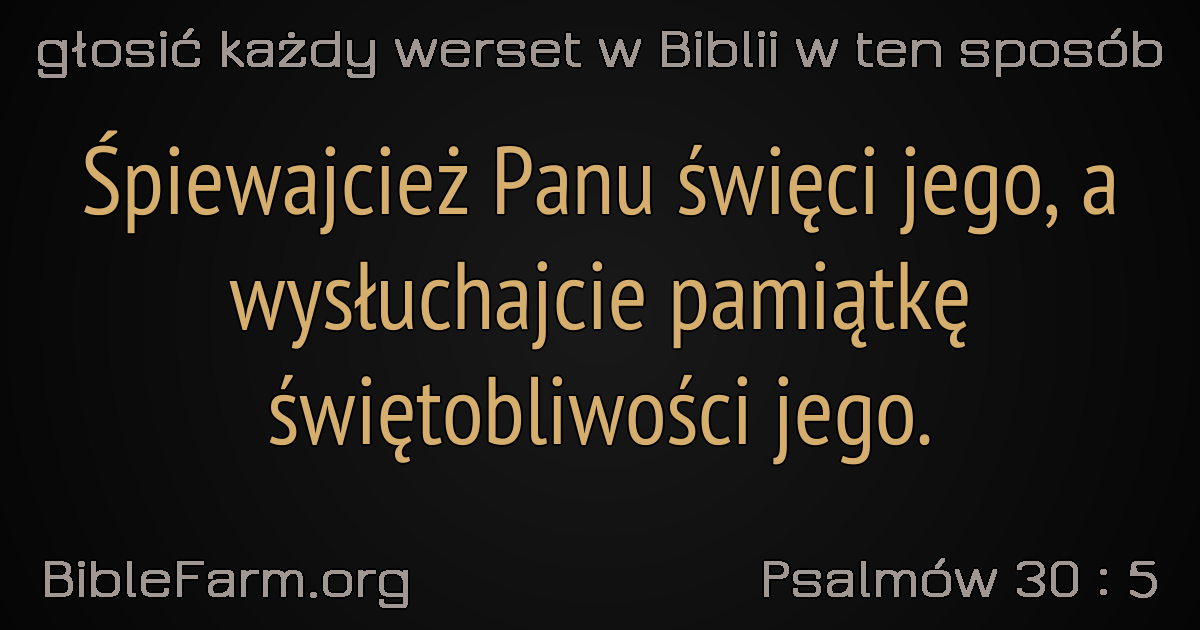 głosić każdy werset w Biblii w ten sposób
Śpiewajcież Panu święci jego, a
wysłuchajcie pamiątkę
świętobliwości jego.
BibleFarm.org
Psalmów 30 : 5